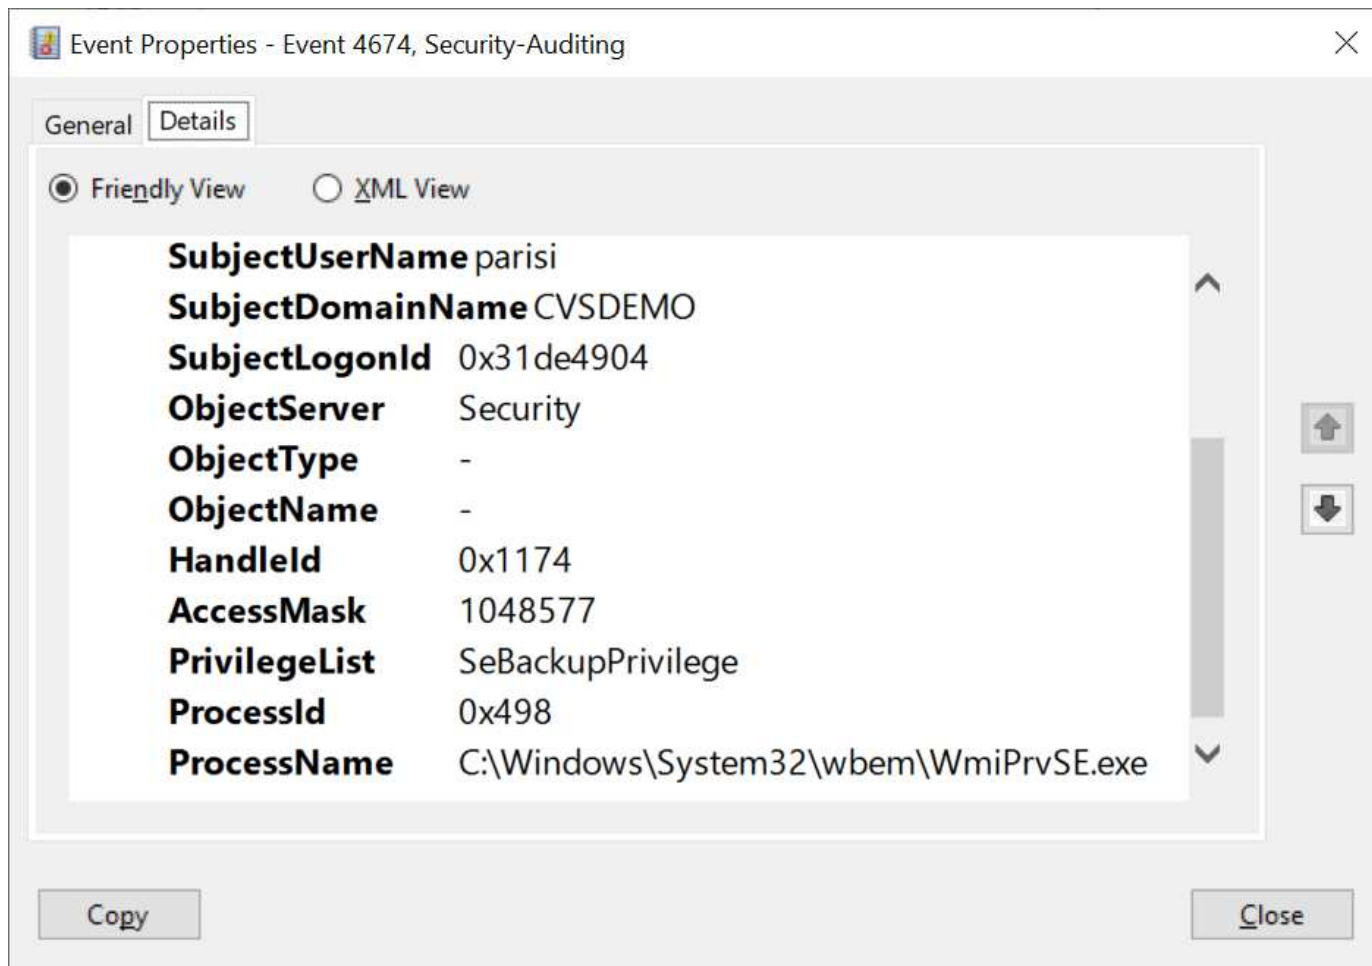 Event Properties - Event 4674, Security-Auditing
General Details
Friendly View XML View
SubjectUserName parisi
SubjectDomainName CVSDEMO
SubjectLogonId 0x31de4904
ObjectServer Security
ObjectType -
ObjectName -
HandleId 0x1174
AccessMask 1048577
PrivilegeList SeBackupPrivilege
ProcessId 0x498
ProcessName C:\Windows\System32\wbem\WmiPrvSE.exe
Copy Close